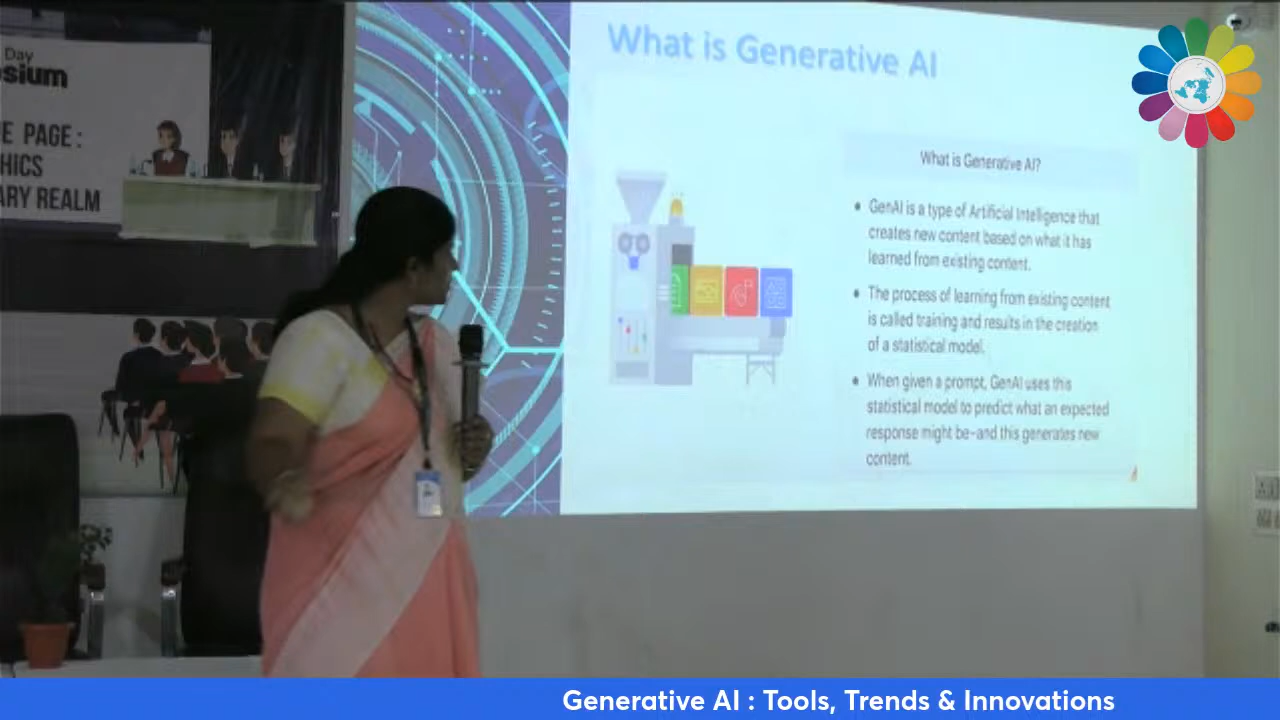 Day
osium
E PAGE :
HICS
ARY REALM
What is Generative AI
What is Generative AI?
• GenAI is a type of Artificial Intelligence that
creates new content based on what it has
learned from existing content.
• The process of learning from existing content
is called training and results in the creation
of a statistical model.
• When given a prompt, GenAI uses this
statistical model to predict what an expected
response might be-and this generates new
content.
Generative AI : Tools, Trends & Innovations